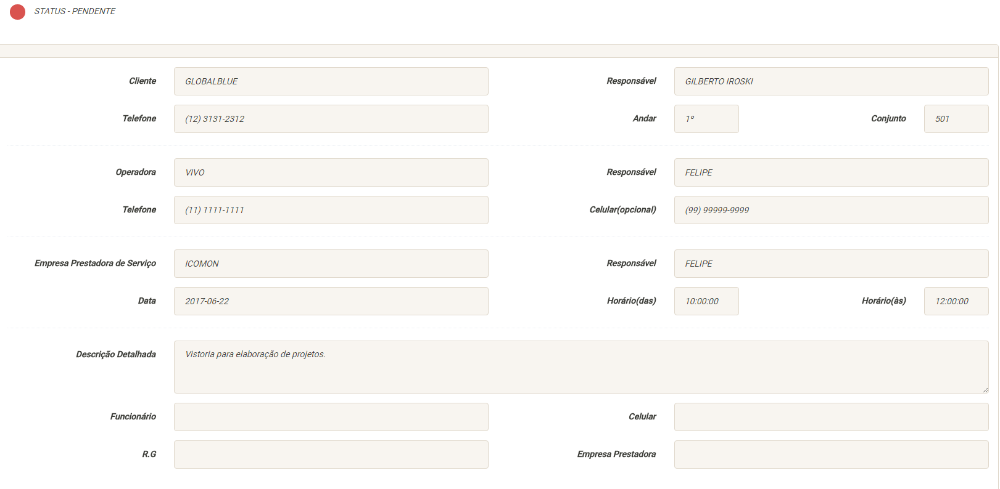 STATUS - PENDENTE
Cliente GLOBALBLUE Responsável GILBERTO IROSKI
Telefone (12) 3131-2312 Andar 1º Conjunto 501
Operadora VIVO Responsável FELIPE
Telefone (11) 1111-1111 Celular(opcional) (99) 99999-9999
Empresa Prestadora de Serviço ICOMON Responsável FELIPE
Data 2017-06-22 Horário(das) 10:00:00 Horário(às) 12:00:00
Descrição Detalhada Vistoria para elaboração de projetos.
Funcionário Celular
R.G Empresa Prestadora